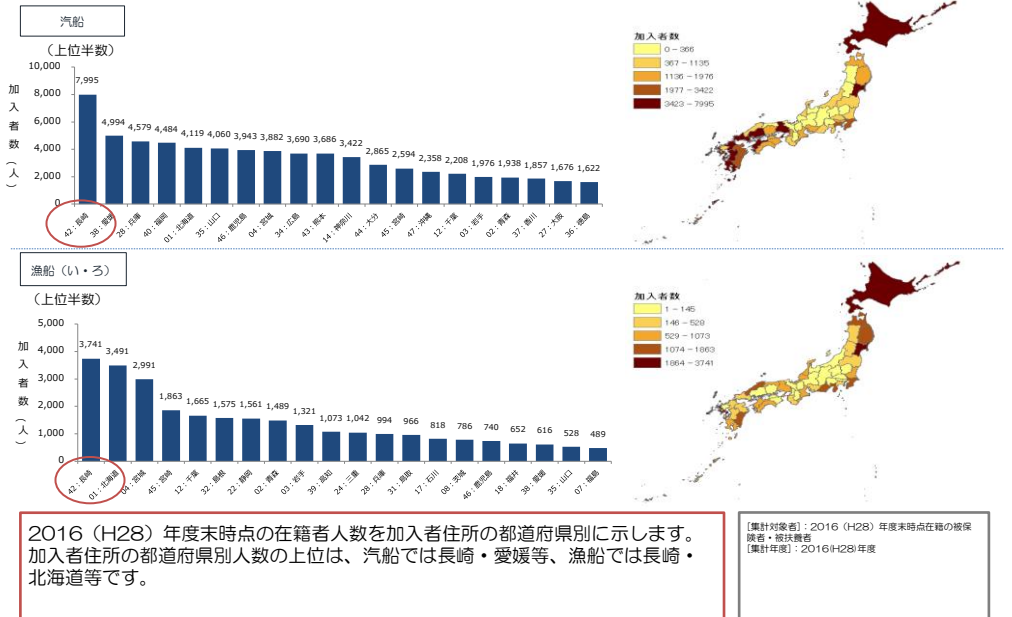 汽船
（上位半数）
加入者数（人）
10,000
8,000
6,000
4,000
2,000
0
7,995
4,994
4,579
4,484
4,119
4,060
3,943
3,882
3,690
3,686
3,422
2,865
2,594
2,358
2,208
1,976
1,938
1,857
1,676
1,622
42：長崎
38：愛媛
28：兵庫
40：福岡
01：北海道
35：山口
46：鹿児島
04：宮城
34：広島
43：熊本
14：神奈川
44：大分
45：宮崎
47：沖縄
12：千葉
03：岩手
02：青森
37：香川
27：大阪
36：徳島
加入者数
0 − 366
367 − 1135
1136 − 1976
1977 − 3422
3423 − 7995
漁船（い・ろ）
（上位半数）
加入者数（人）
5,000
4,000
3,000
2,000
1,000
0
3,741
3,491
2,991
1,863
1,665
1,575
1,561
1,489
1,321
1,073
1,042
994
966
818
786
740
652
616
528
489
42：長崎
01：北海道
04：宮城
45：宮崎
12：千葉
32：島根
22：静岡
02：青森
03：岩手
39：高知
24：三重
28：兵庫
31：鳥取
17：石川
08：茨城
46：鹿児島
18：福井
38：愛媛
35：山口
07：福島
加入者数
1 − 145
146 − 528
529 − 1073
1074 − 1863
1864 − 3741
2016（H28）年度末時点の在籍者人数を加入者住所の都道府県別に示します。
加入者住所の都道府県別人数の上位は、汽船では長崎・愛媛等、漁船では長崎・
北海道等です。
[集計対象者]：2016（H28）年度末時点在籍の被保
険者・被扶養者
[集計年度]：2016(H28)年度